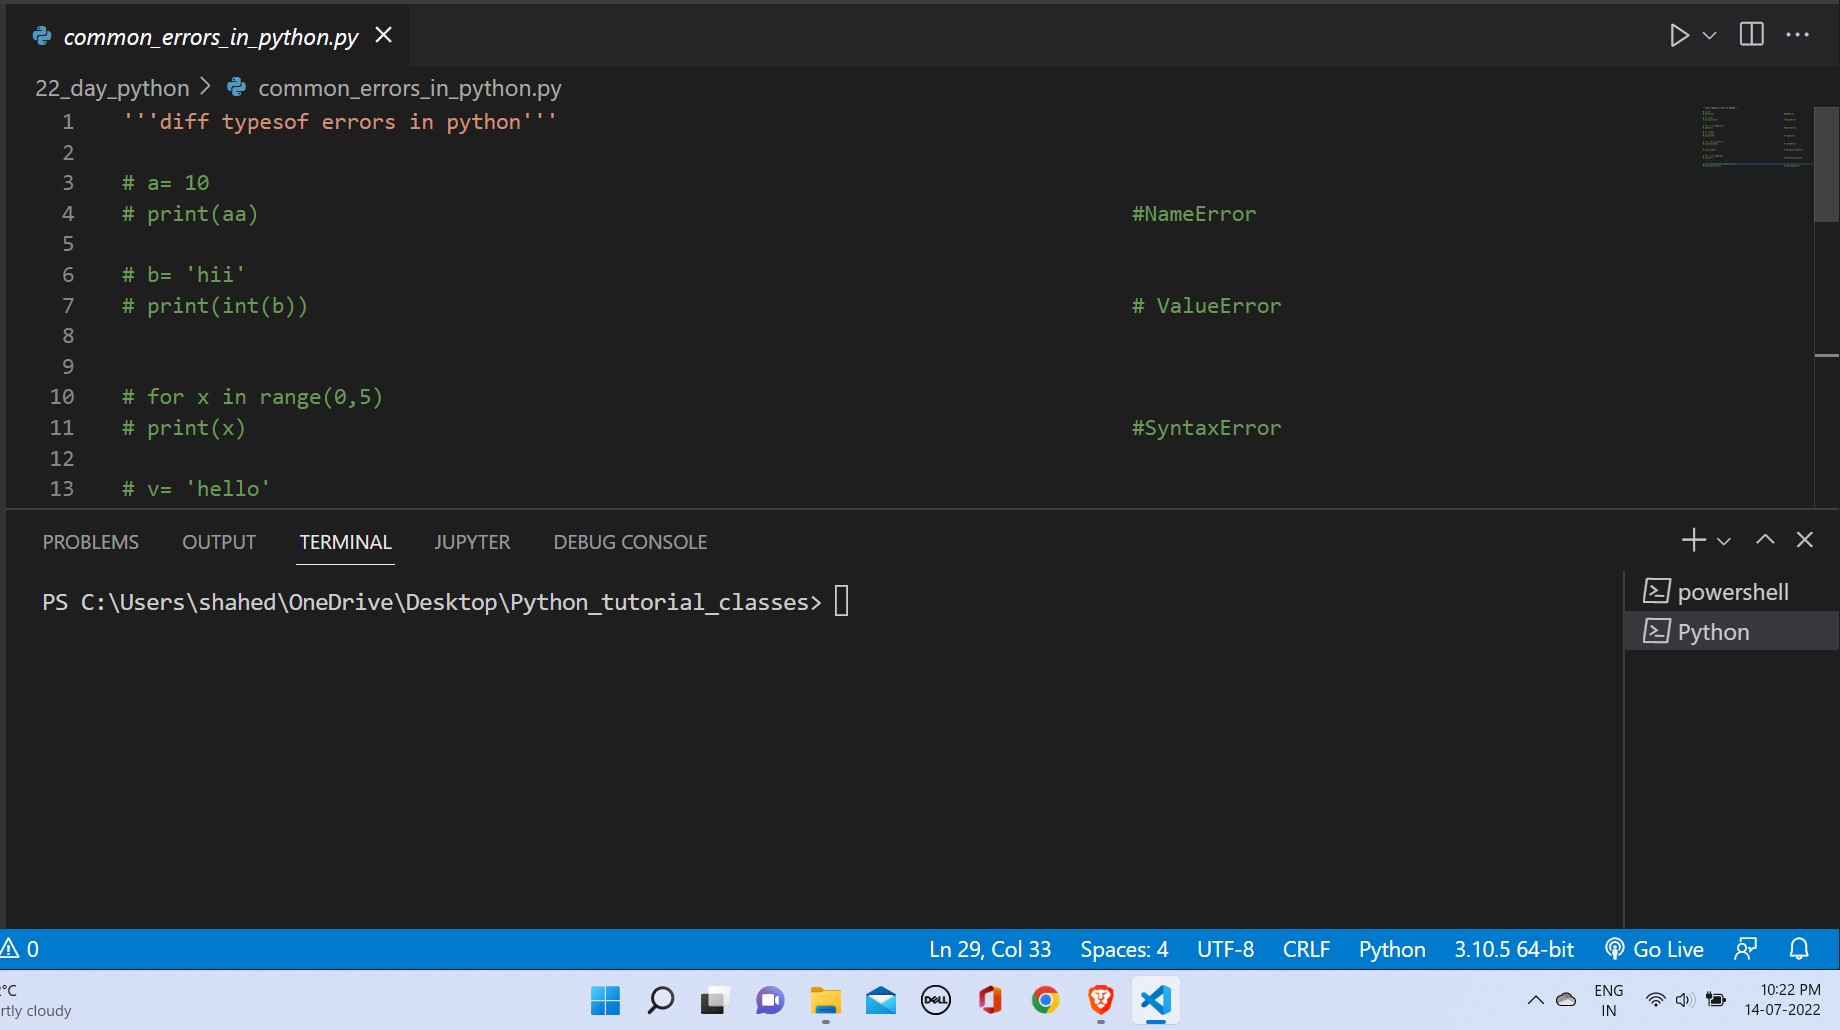 common_errors_in_python.py
22_day_python > common_errors_in_python.py
1 '''diff typesof errors in python'''
2
3 # a= 10
4 # print(aa) #NameError
5
6 # b= 'hii'
7 # print(int(b)) # ValueError
8
9
10 # for x in range(0,5)
11 # print(x) #SyntaxError
12
13 # v= 'hello'
PROBLEMS OUTPUT TERMINAL JUPYTER DEBUG CONSOLE
PS C:\Users\shahed\OneDrive\Desktop\Python_tutorial_classes>
powershell
Python
0 Ln 29, Col 33 Spaces: 4 UTF-8 CRLF Python 3.10.5 64-bit Go Live
°C
rtly cloudy
DELL
ENG
IN
10:22 PM
14-07-2022